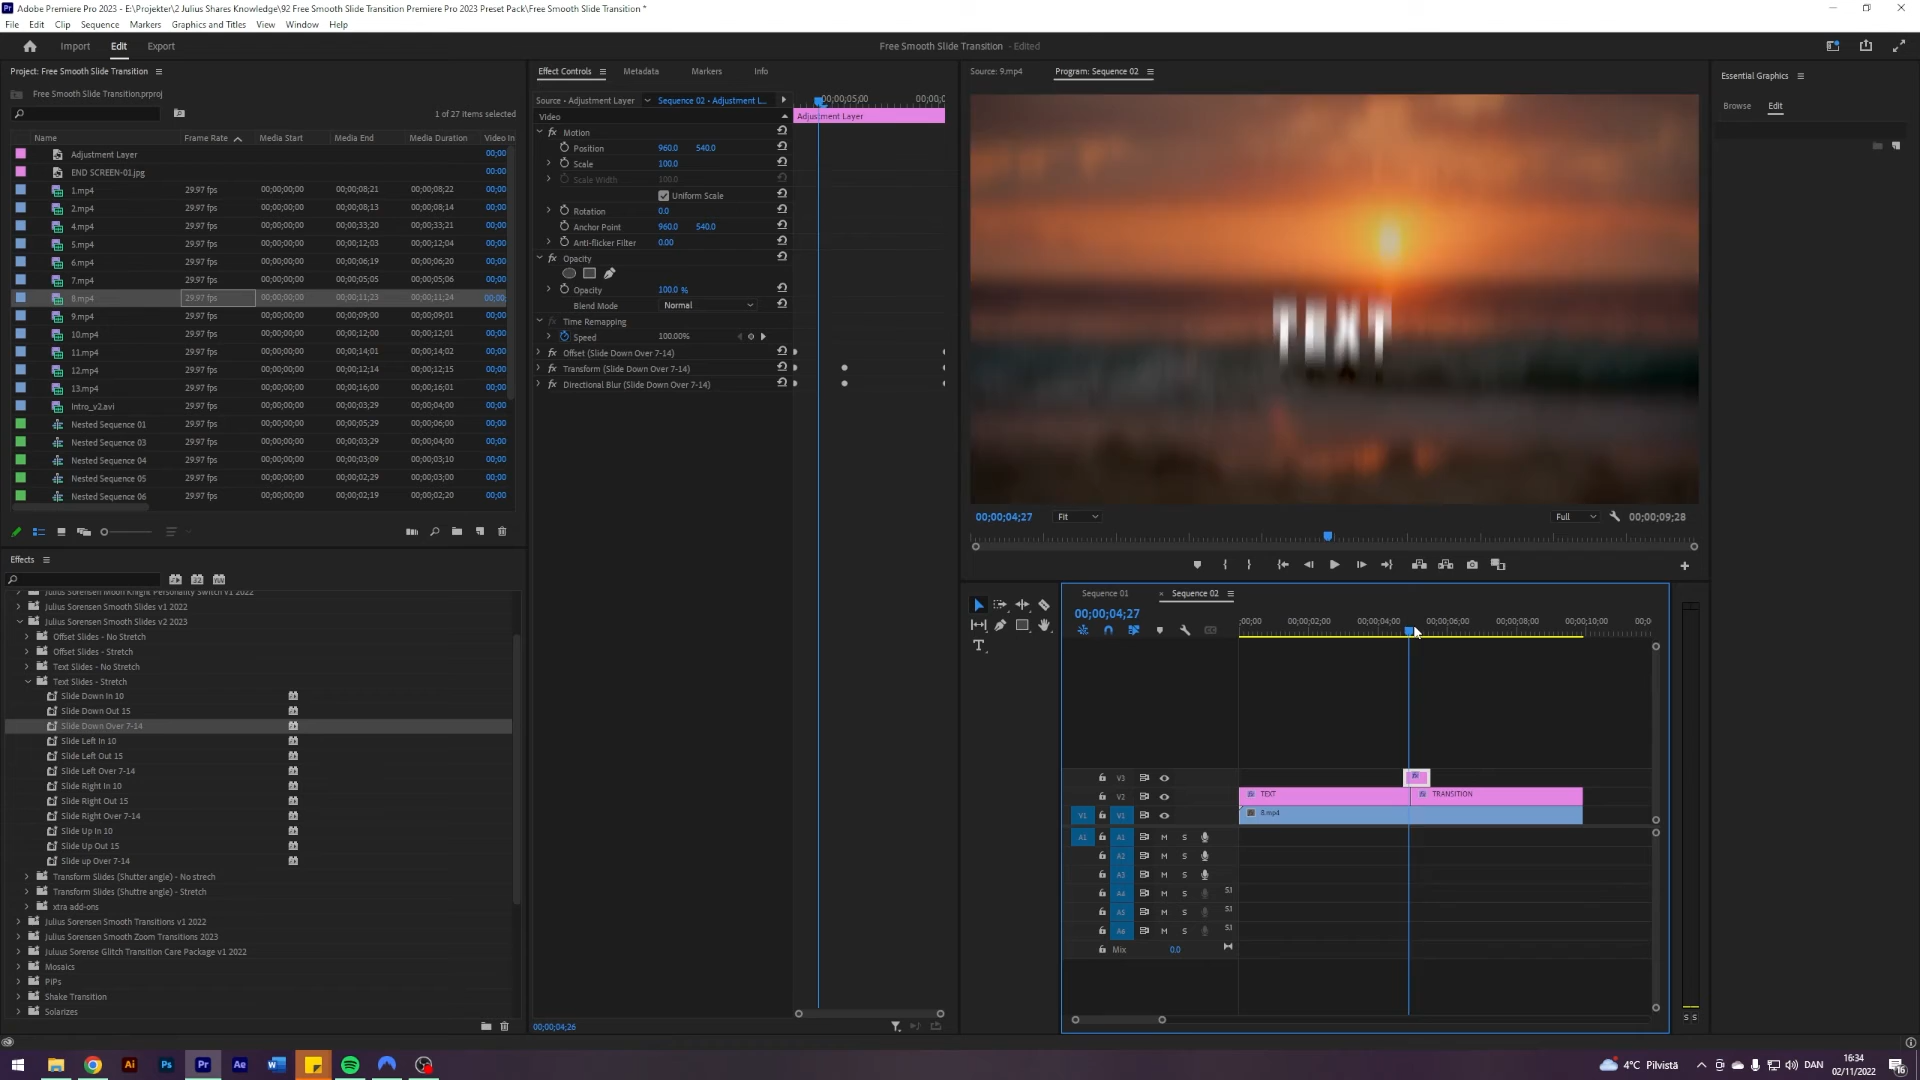 Adobe Premiere Pro 2023 - E:\Projekter\2 Julius Shares Knowledge\92 Free Smooth Slide Transition Premiere Pro 2023 Preset Pack\Free Smooth Slide Transition *
File Edit Clip Sequence Markers Graphics and Titles View Window Help
Import Edit Export
Free Smooth Slide Transition - Edited
Project: Free Smooth Slide Transition
Free Smooth Slide Transition.prproj
1 of 27 items selected
Name Frame Rate Media Start Media End Media Duration Video In
Adjustment Layer 00;00
END SCREEN-01.jpg 00:00
1.mp4 29.97 fps 00;00;00;00 00;00;08;21 00;00;08;22 00;00
2.mp4 29.97 fps 00;00;00;00 00;00;08;13 00;00;08;14 00;00
4.mp4 29.97 fps 00;00;00;00 00;00;33;20 00;00;33;21 00;00
5.mp4 29.97 fps 00;00;00;00 00;00;12;03 00;00;12;04 00;00
6.mp4 29.97 fps 00;00;00;00 00;00;06;19 00;00;06;20 00;00
7.mp4 29.97 fps 00;00;00;00 00;00;05;05 00;00;05;06 00;00
8.mp4 29.97 fps 00;00;00;00 00;00;11;23 00;00;11;24 00;00;
9.mp4 29.97 fps 00;00;00;00 00;00;09;00 00;00;09;01 00;00
10.mp4 29.97 fps 00;00;00;00 00;00;12;00 00;00;12;01 00;00
11.mp4 29.97 fps 00;00;00;00 00;00;14;01 00;00;14;02 00;00
12.mp4 29.97 fps 00;00;00;00 00;00;12;14 00;00;12;15 00;00
13.mp4 29.97 fps 00;00;00;00 00;00;16;00 00;00;16;01 00;00
Intro_v2.avi 29.97 fps 00;00;00;00 00;00;03;29 00;00;04;00 00;00
Nested Sequence 01 29.97 fps 00;00;00;00 00;00;05;29 00;00;06;00 00;00
Nested Sequence 03 29.97 fps 00;00;00;00 00;00;03;29 00;00;04;00 00;00
Nested Sequence 04 29.97 fps 00;00;00;00 00;00;03;09 00;00;03;10 00;00
Nested Sequence 05 29.97 fps 00;00;00;00 00;00;02;29 00;00;03;00 00;00
Nested Sequence 06 29.97 fps 00;00;00;00 00;00;02;19 00;00;02;20 00;00
Effects
Julius Sorensen Moon Knight Personality Switch v1 2022
Julius Sorensen Smooth Slides v1 2022
Julius Sorensen Smooth Slides v2 2023
Offset Slides - No Stretch
Offset Slides - Stretch
Text Slides - No Stretch
Text Slides - Stretch
Slide Down In 10
Slide Down Out 15
Slide Down Over 7-14
Slide Left In 10
Slide Left Out 15
Slide Left Over 7-14
Slide Right In 10
Slide Right Out 15
Slide Right Over 7-14
Slide Up In 10
Slide Up Out 15
Slide up Over 7-14
Transform Slides (Shutter angle) - No strech
Transform Slides (Shuttre angle) - Stretch
xtra add-ons
Julius Sorensen Smooth Transitions v1 2022
Julius Sorensen Smooth Zoom Transitions 2023
Juluus Sorense Glitch Transition Care Package v1 2022
Mosaics
PiPs
Shake Transition
Solarizes
Effect Controls Metadata Markers Info
Source • Adjustment Layer Sequence 02 • Adjustment L...
00;00;05;00 00;00;0
Video Adjustment Layer
fx Motion
Position 960.0 540.0
Scale 100.0
Scale Width 100.0
Uniform Scale
Rotation 0.0
Anchor Point 960.0 540.0
Anti-flicker Filter 0.00
fx Opacity
Opacity 100.0 %
Blend Mode Normal
Time Remapping
Speed 100.00%
fx Offset (Slide Down Over 7-14)
fx Transform (Slide Down Over 7-14)
fx Directional Blur (Slide Down Over 7-14)
00;00;04;26
Source: 9.mp4 Program: Sequence 02
00;00;04;27 Fit Full 00;00;09;28
Sequence 01 × Sequence 02
00;00;04;27
;00;00 00;00;02;00 00;00;04;00 00;00;06;00 00;00;08;00 00;00;10;00 00;0
V3
V2 TEXT TRANSITION
V1 V1 8.mp4
A1 A1 M S
A2 M S
A3 M S
A4 M S 5.1
A5 M S 5.1
A6 M S 5.1
Mix 0.0
S S
Essential Graphics
Browse Edit
Ai Ps Pr Ae
4°C Pilvistä DAN 16:34
02/11/2022 16